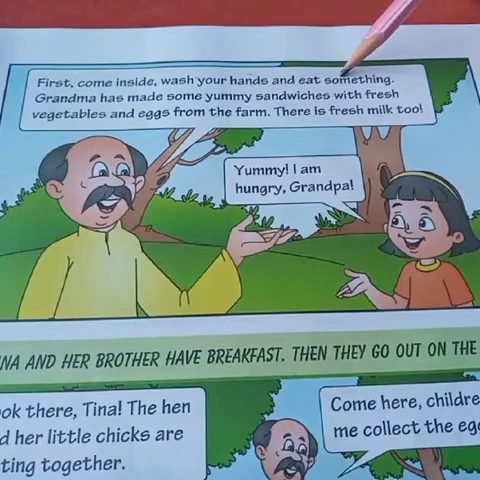 First, come inside, wash your hands and eat something.
Grandma has made some yummy sandwiches with fresh
vegetables and eggs from the farm. There is fresh milk too!
Yummy! I am
hungry, Grandpa!
AND HER BROTHER HAVE BREAKFAST. THEN THEY GO OUT ON THE
there, Tina! The hen
her little chicks are
together.
Come here,
me collect the